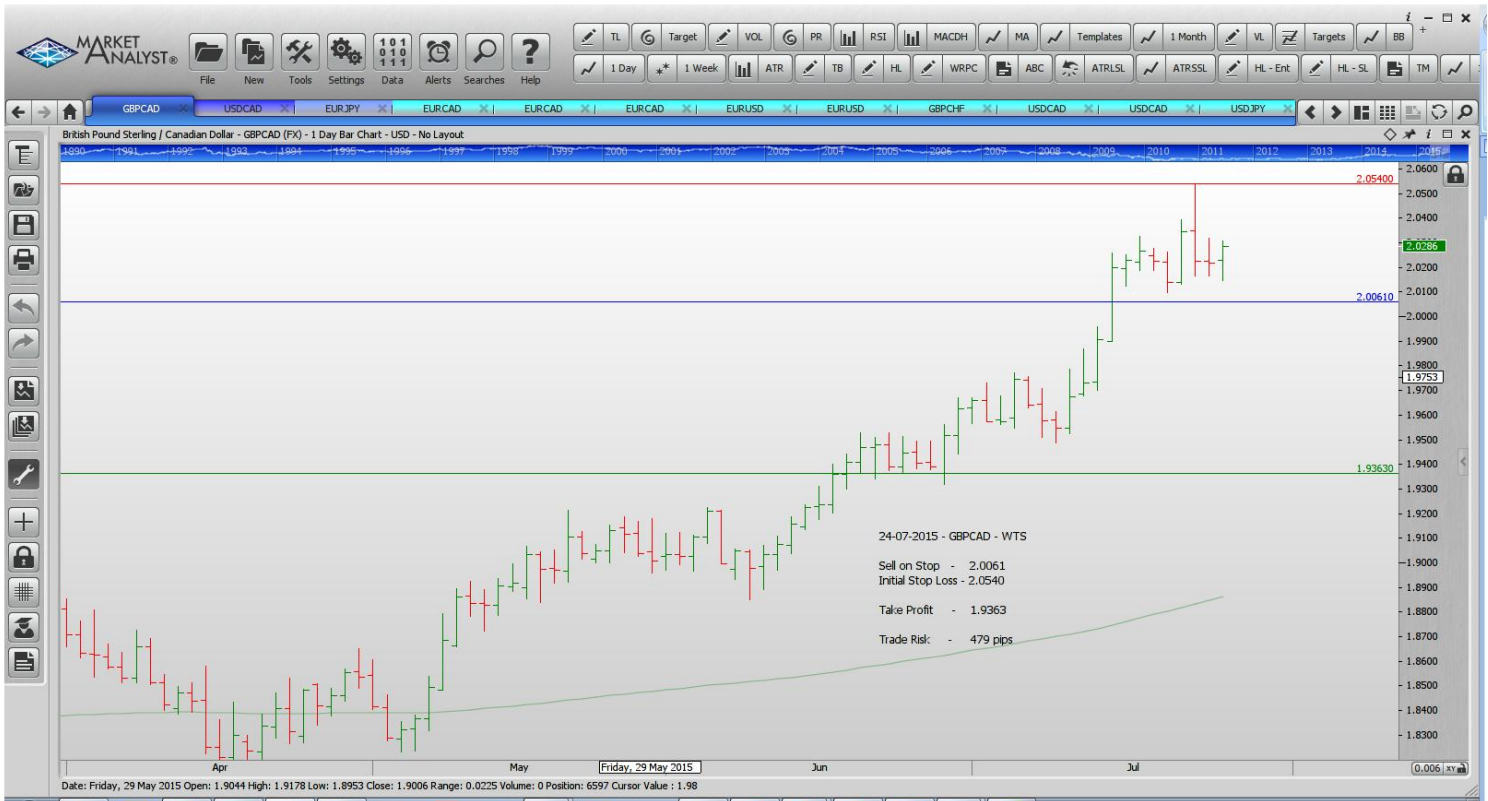 MARKET
ANALYST®
File New Tools Settings Data Alerts Searches Help
101
010
111
TL Target VOL PR RSI MACDH MA Templates 1 Month VL Targets BB
1 Day 1 Week ATR TB HL WRPC ABC ATRLSL ATRSSL HL - Ent HL - SL TM
GBPCAD USDCAD EURJPY EURCAD EURCAD EURCAD EURUSD EURUSD GBPCHF USDCAD USDCAD USDJPY
British Pound Sterling / Canadian Dollar - GBPCAD (FX) - 1 Day Bar Chart - USD - No Layout
1890 1991 1992 1993 1994 1995 1996 1997 1998 1999 2000 2001 2002 2003 2004 2005 2006 2007 2008 2009 2010 2011 2012 2013 2014 2015
2.0600
2.05400
2.0500
2.0400
2.0286
2.0200
2.0100
2.00610
2.0000
1.9900
1.9800
1.9753
1.9700
1.9600
1.9500
1.9400
1.93630
1.9300
1.9200
1.9100
1.9000
1.8900
1.8800
1.8700
1.8600
1.8500
1.8400
1.8300
24-07-2015 - GBPCAD - WTS
Sell on Stop - 2.0061
Initial Stop Loss - 2.0540
Take Profit - 1.9363
Trade Risk - 479 pips
Apr May Friday, 29 May 2015 Jun Jul 0.006 XY
Date: Friday, 29 May 2015 Open: 1.9044 High: 1.9178 Low: 1.8953 Close: 1.9006 Range: 0.0225 Volume: 0 Position: 6597 Cursor Value : 1.98